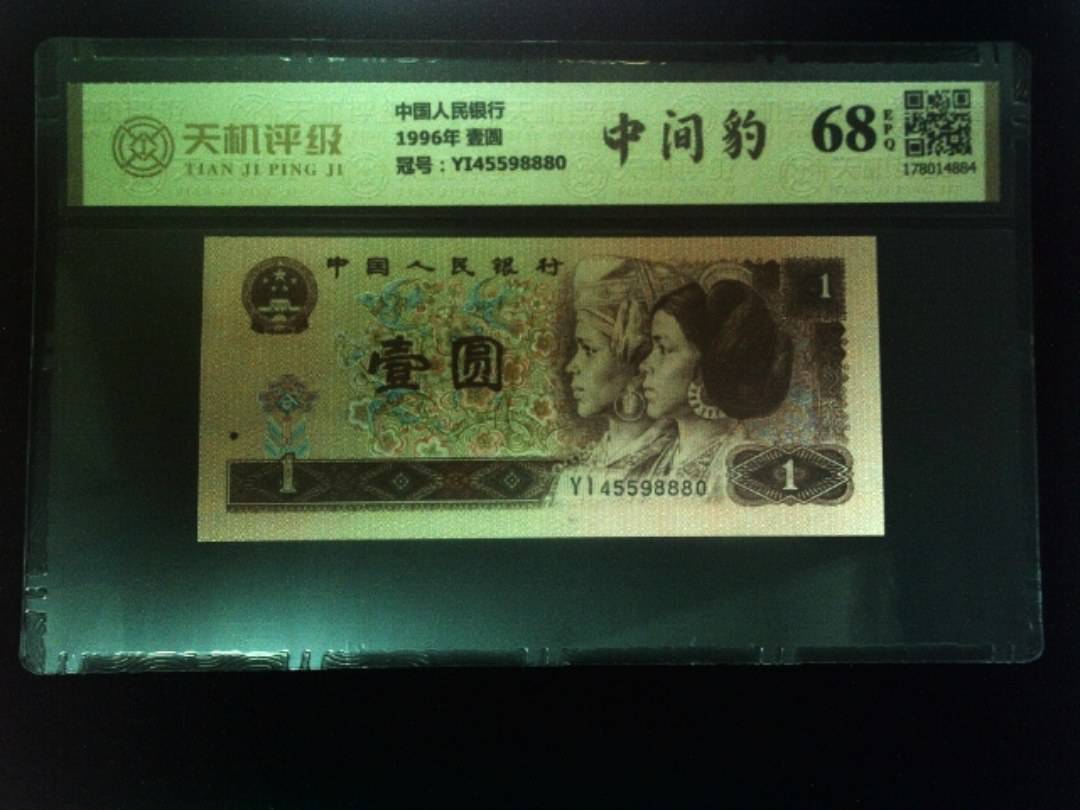 天机评级
TIAN JI PING JI
中国人民银行
1996年 壹圆
冠号：YI45598880
中间豹
68
EPQ
178014884
中国人民银行
1
壹圆
1
YI45598880
1